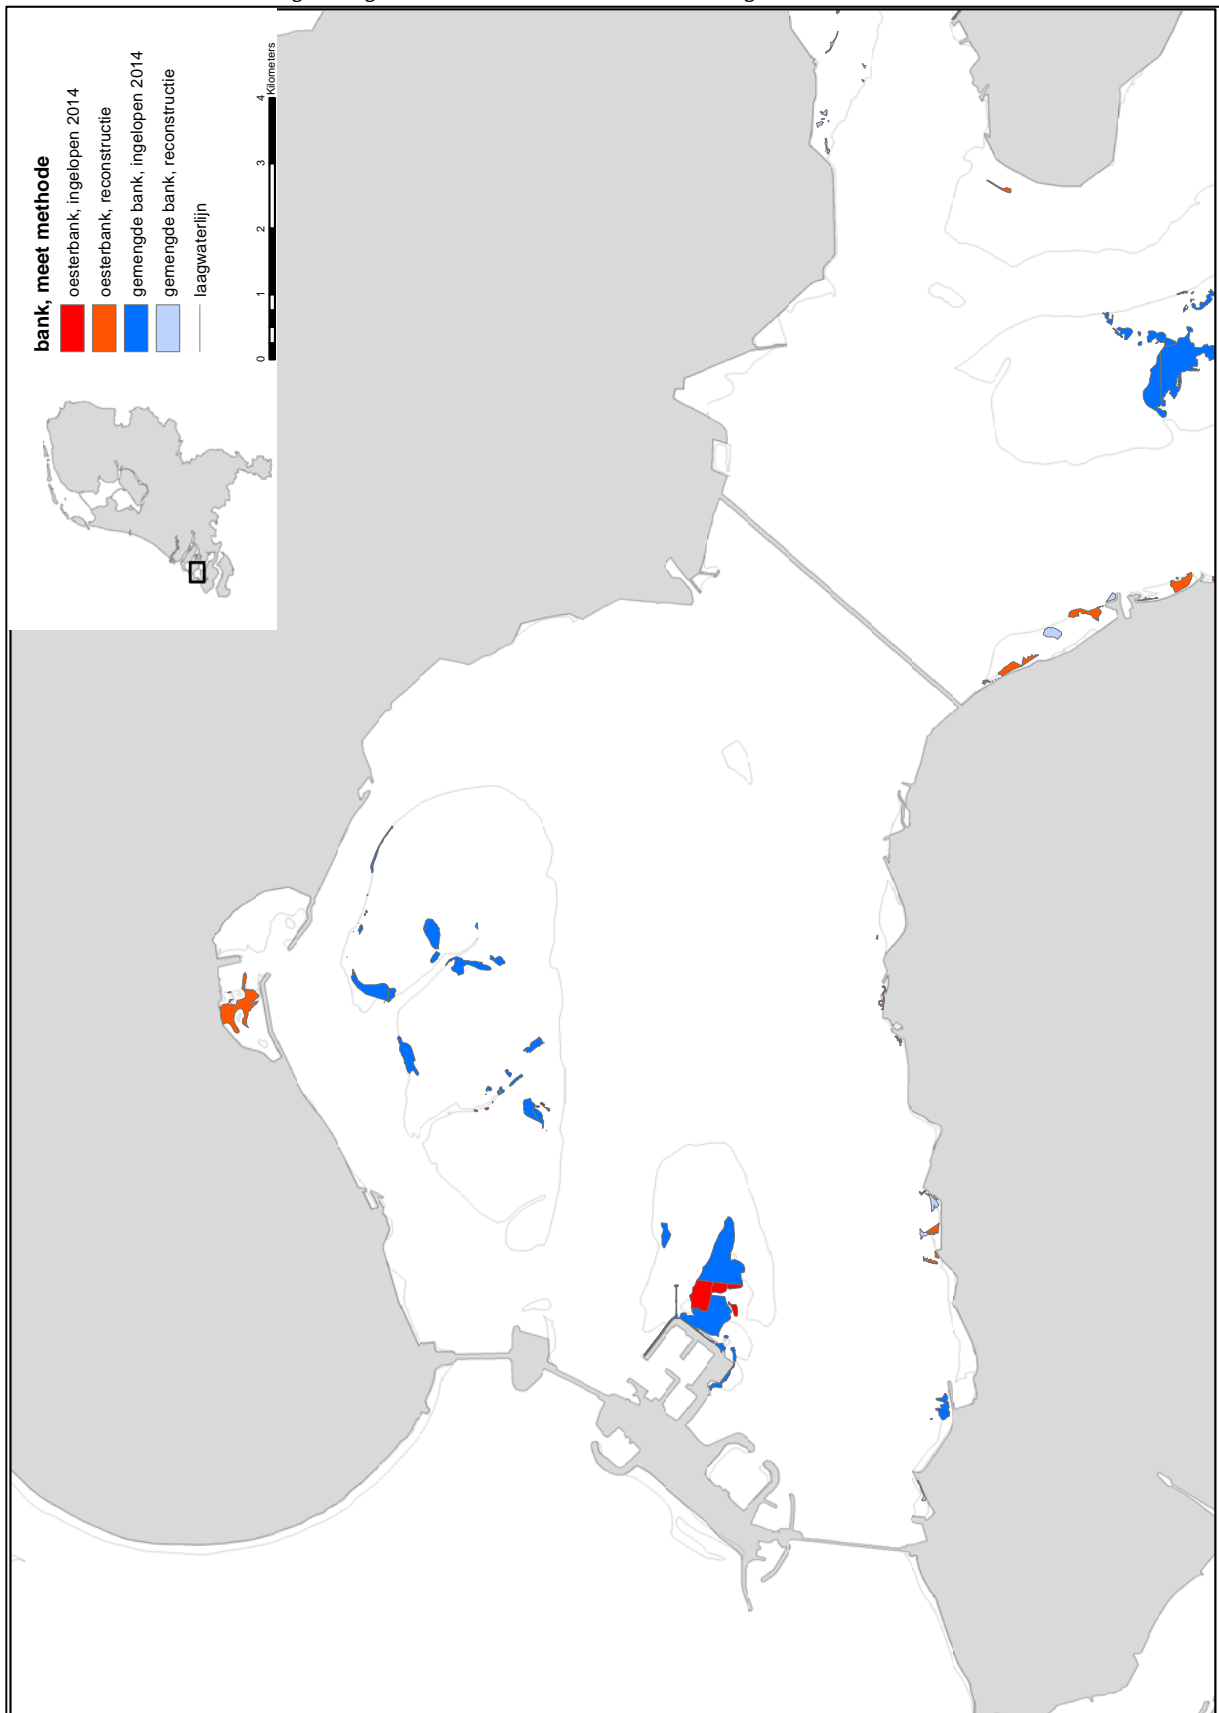 bank, meet methode
oesterbank, ingelopen 2014
oesterbank, reconstructie
gemengde bank, ingelopen 2014
gemengde bank, reconstructie
laagwaterlijn
0 1 2 3 4
Kilometers